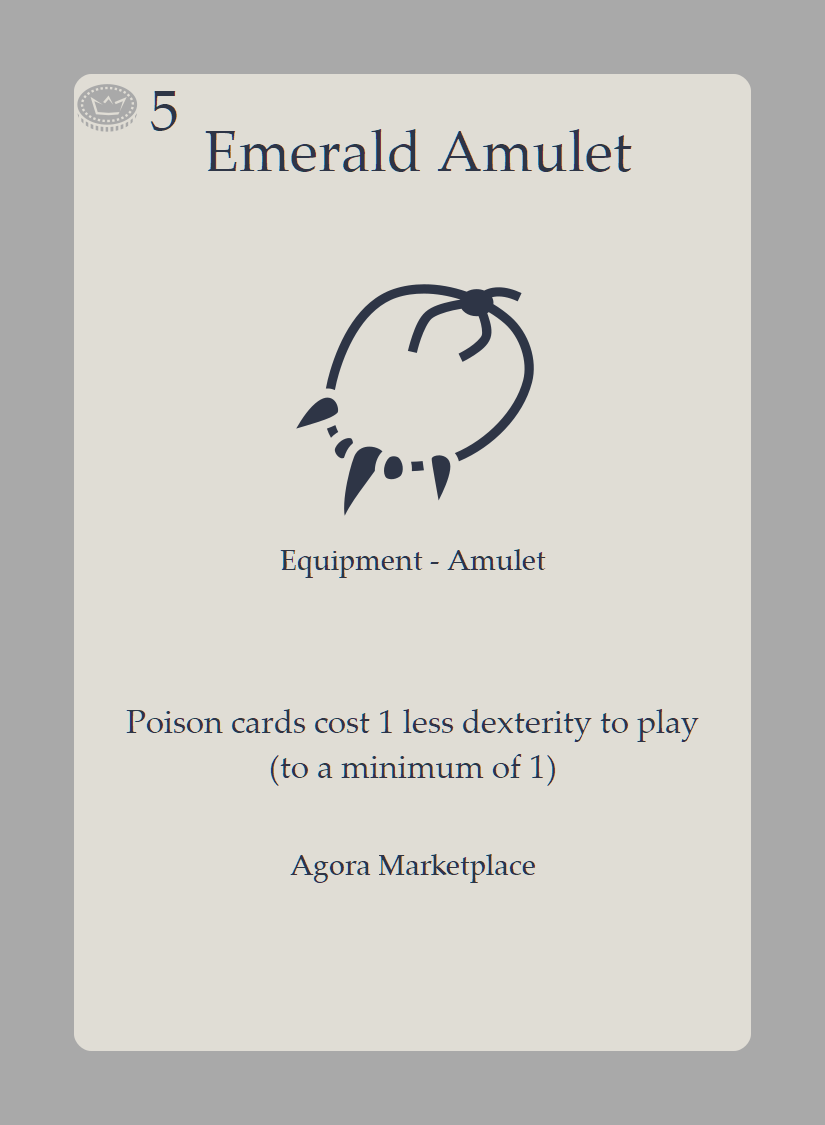 5
Emerald Amulet
Equipment - Amulet
Poison cards cost 1 less dexterity to play
(to a minimum of 1)
Agora Marketplace